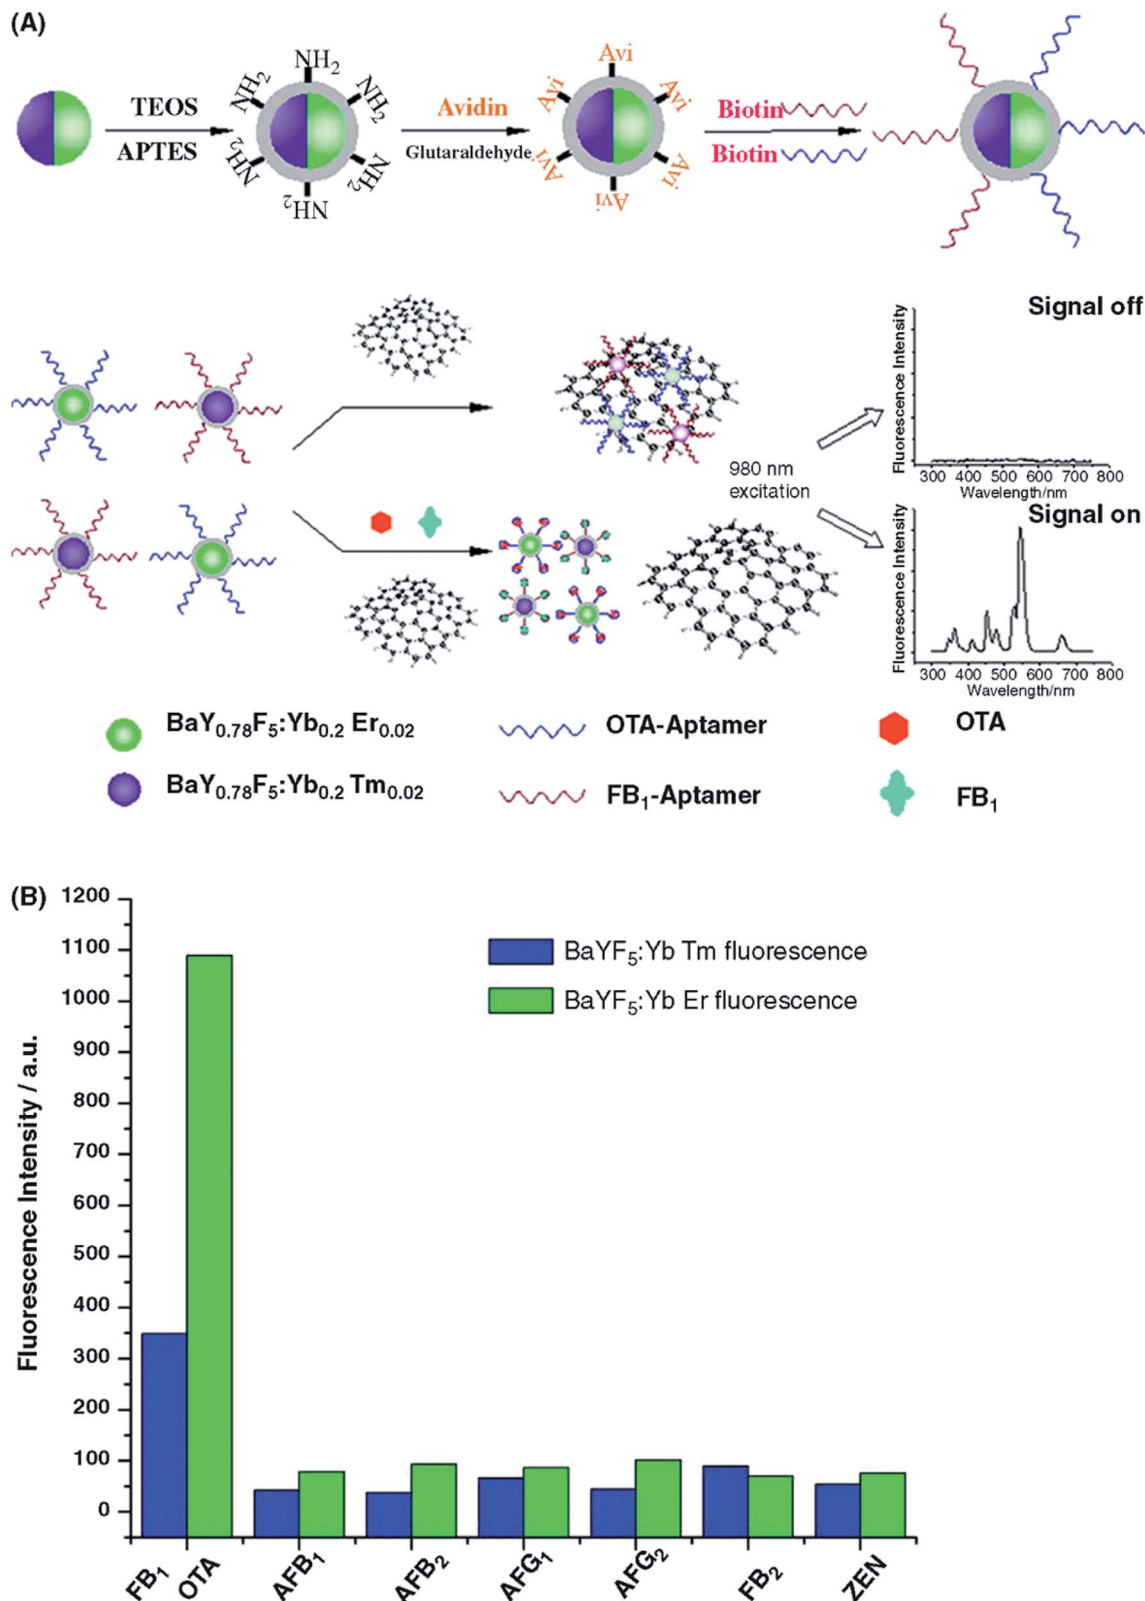 (A)
NH2 NH2 NH2 NH2 NH2 NH2
Avi Avi Avi Avi Avi Avi
TEOS
APTES
Avidin
Glutaraldehyde
Biotin
Biotin
980 nm
excitation
Signal off
Fluorescence Intensity
300 400 500 600 700 800
Wavelength/nm
Signal on
Fluorescence Intensity
300 400 500 600 700 800
Wavelength/nm
BaY0.78F5:Yb0.2 Er0.02
OTA-Aptamer
OTA
BaY0.78F5:Yb0.2 Tm0.02
FB1-Aptamer
FB1
(B)
Fluorescence Intensity / a.u.
1200
1100
1000
900
800
700
600
500
400
300
200
100
0
BaYF5:Yb Tm fluorescence
BaYF5:Yb Er fluorescence
FB1 OTA AFB1 AFB2 AFG1 AFG2 FB2 ZEN